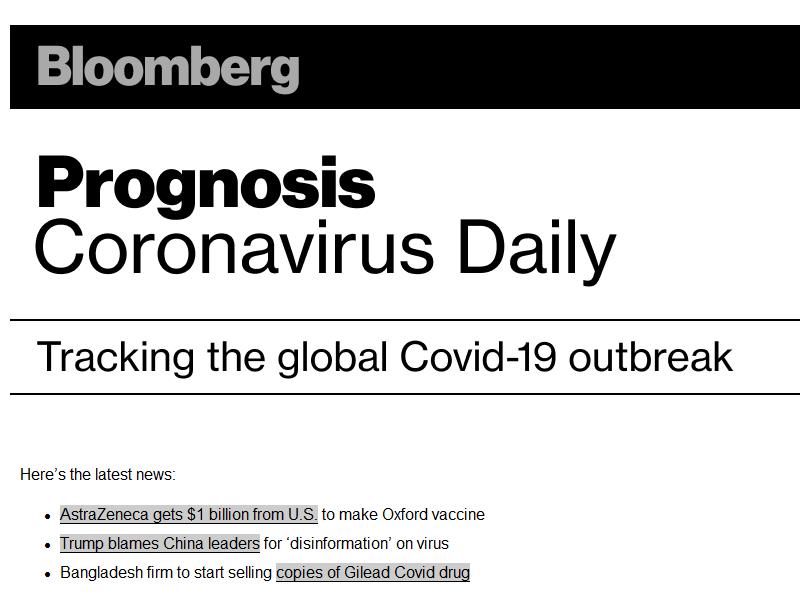 Bloomberg
Prognosis
Coronavirus Daily
Tracking the global Covid-19 outbreak
Here’s the latest news:
• AstraZeneca gets $1 billion from U.S. to make Oxford vaccine
• Trump blames China leaders for ‘disinformation’ on virus
• Bangladesh firm to start selling copies of Gilead Covid drug